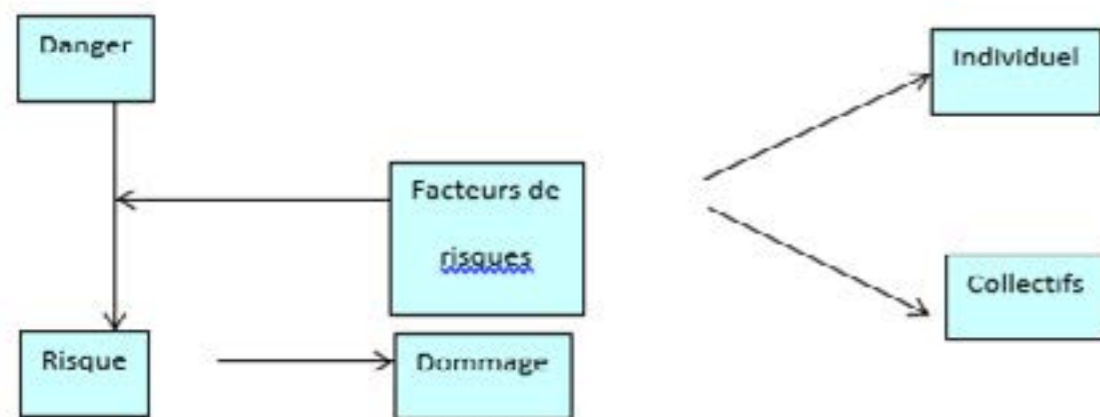 Danger
Individuel
Facteurs de
risques
Collectifs
Risque
Dommage